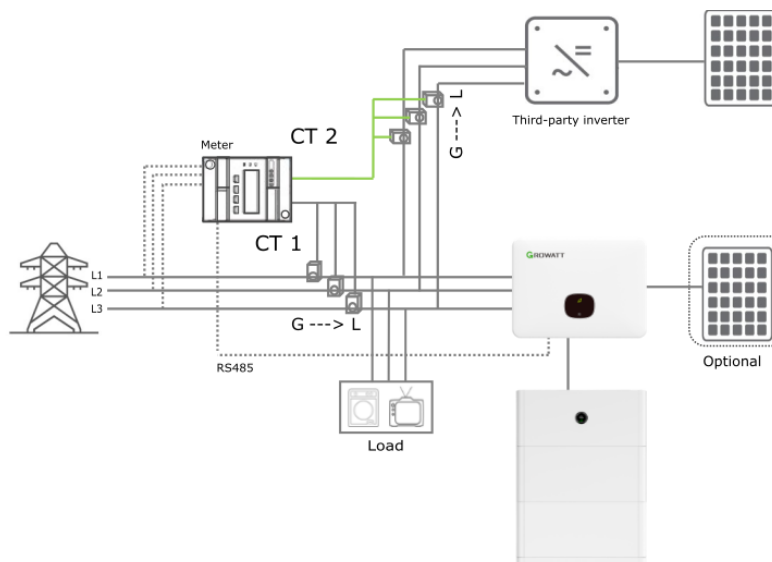 Third-party inverter
G ---> L
CT 2
Meter
CT 1
GROWATT
L1
L2
L3
G ---> L
RS485
Optional
Load